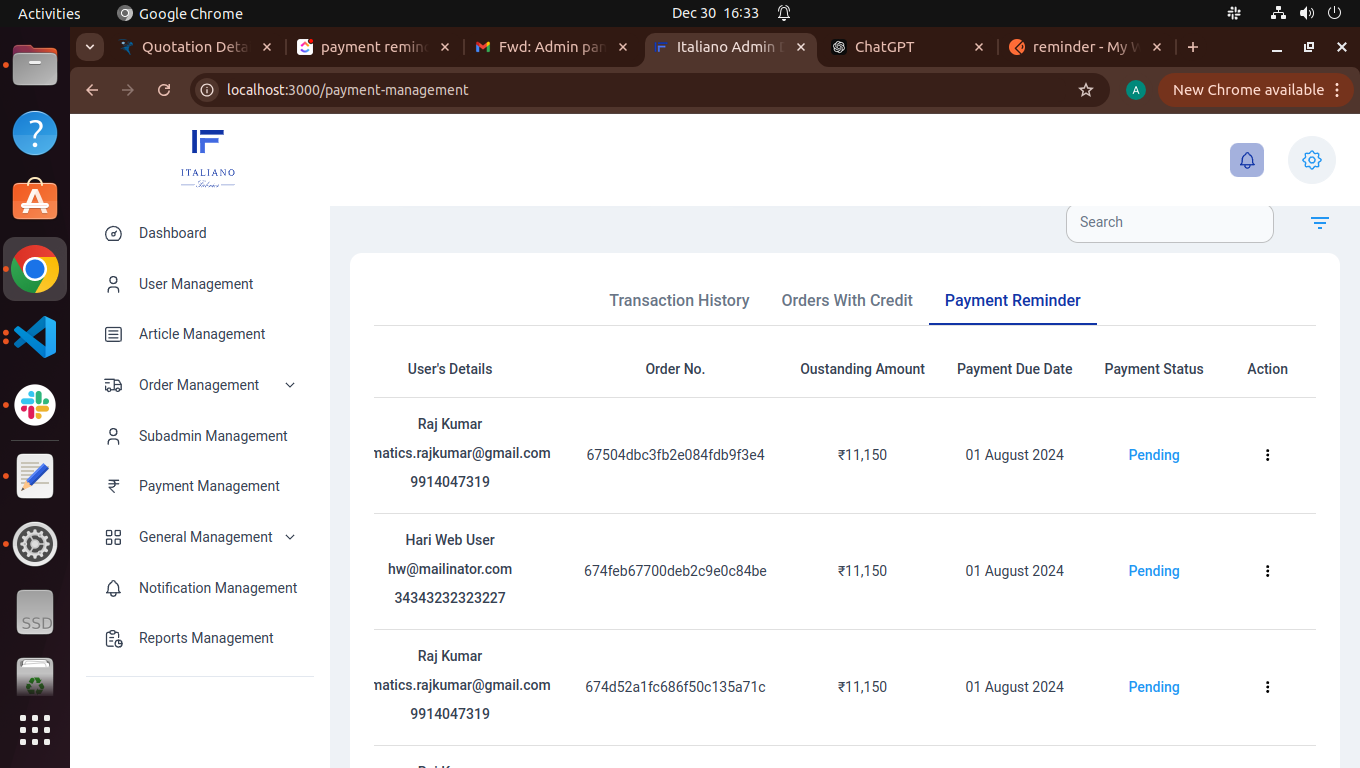 Activities
Google Chrome
Dec 30 16:33
Quotation Deta
payment remin
Fwd: Admin pan
Italiano Admin
ChatGPT
reminder - My W
localhost:3000/payment-management
A
New Chrome available
ITALIANO
Fabrics
Dashboard
User Management
Article Management
Order Management
Subadmin Management
Payment Management
General Management
Notification Management
Reports Management
SSD
Search
Transaction History Orders With Credit Payment Reminder
User's Details Order No. Oustanding Amount Payment Due Date Payment Status Action
Raj Kumar
matics.rajkumar@gmail.com 67504dbc3fb2e084fdb9f3e4 ₹11,150 01 August 2024 Pending
9914047319
Hari Web User
hw@mailinator.com 674feb67700deb2c9e0c84be ₹11,150 01 August 2024 Pending
34343232323227
Raj Kumar
matics.rajkumar@gmail.com 674d52a1fc686f50c135a71c ₹11,150 01 August 2024 Pending
9914047319